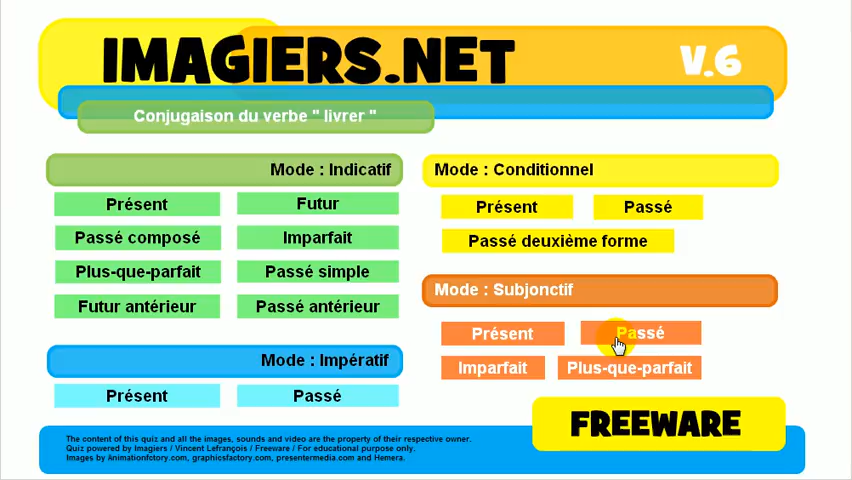 IMAGIERS.NET
V.6
Conjugaison du verbe " livrer "
Mode : Indicatif
Présent
Futur
Passé composé
Imparfait
Plus-que-parfait
Passé simple
Futur antérieur
Passé antérieur
Mode : Impératif
Présent
Passé
Mode : Conditionnel
Présent
Passé
Passé deuxième forme
Mode : Subjonctif
Présent
Passé
Imparfait
Plus-que-parfait
FREEWARE
The content of this quiz and all the images, sounds and video are the property of their respective owner.
Quiz powered by Imagiers / Vincent Lefrançois / Freeware / For educational purpose only.
Images by Animationfctory.com, graphicsfactory.com, presentermedia.com and Hemera.